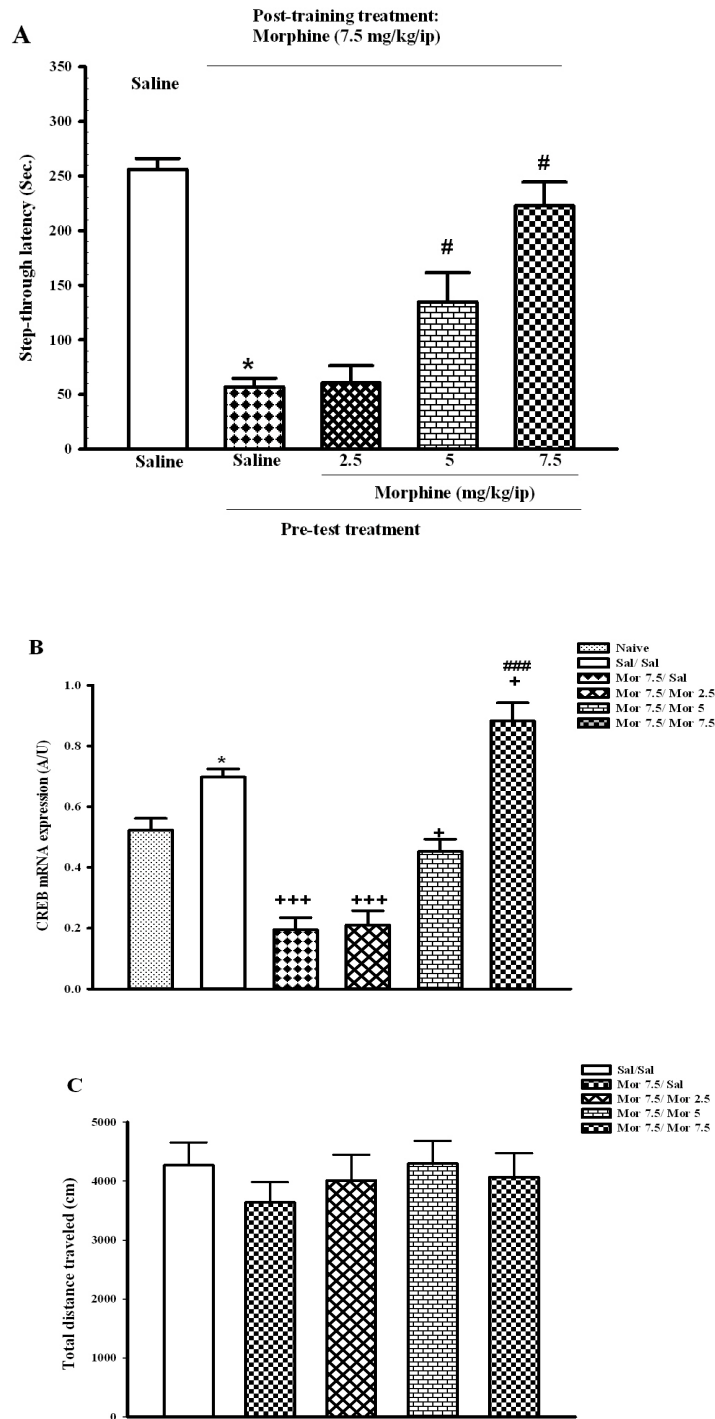 A
Post-training treatment:
Morphine (7.5 mg/kg/ip)
350
300
250
200
150
100
50
0
Step-through latency (Sec.)
Saline
*
#
#
Saline
Saline
2.5
5
7.5
Morphine (mg/kg/ip)
Pre-test treatment
B
Naive
Sal/ Sal
Mor 7.5/ Sal
Mor 7.5/ Mor 2.5
Mor 7.5/ Mor 5
Mor 7.5/ Mor 7.5
1.0
0.8
0.6
0.4
0.2
0.0
CREB mRNA expression (A/U)
*
+++
+++
+
###
+
C
Sal/Sal
Mor 7.5/ Sal
Mor 7.5/ Mor 2.5
Mor 7.5/ Mor 5
Mor 7.5/ Mor 7.5
5000
4000
3000
2000
1000
0
Total distance traveled (cm)